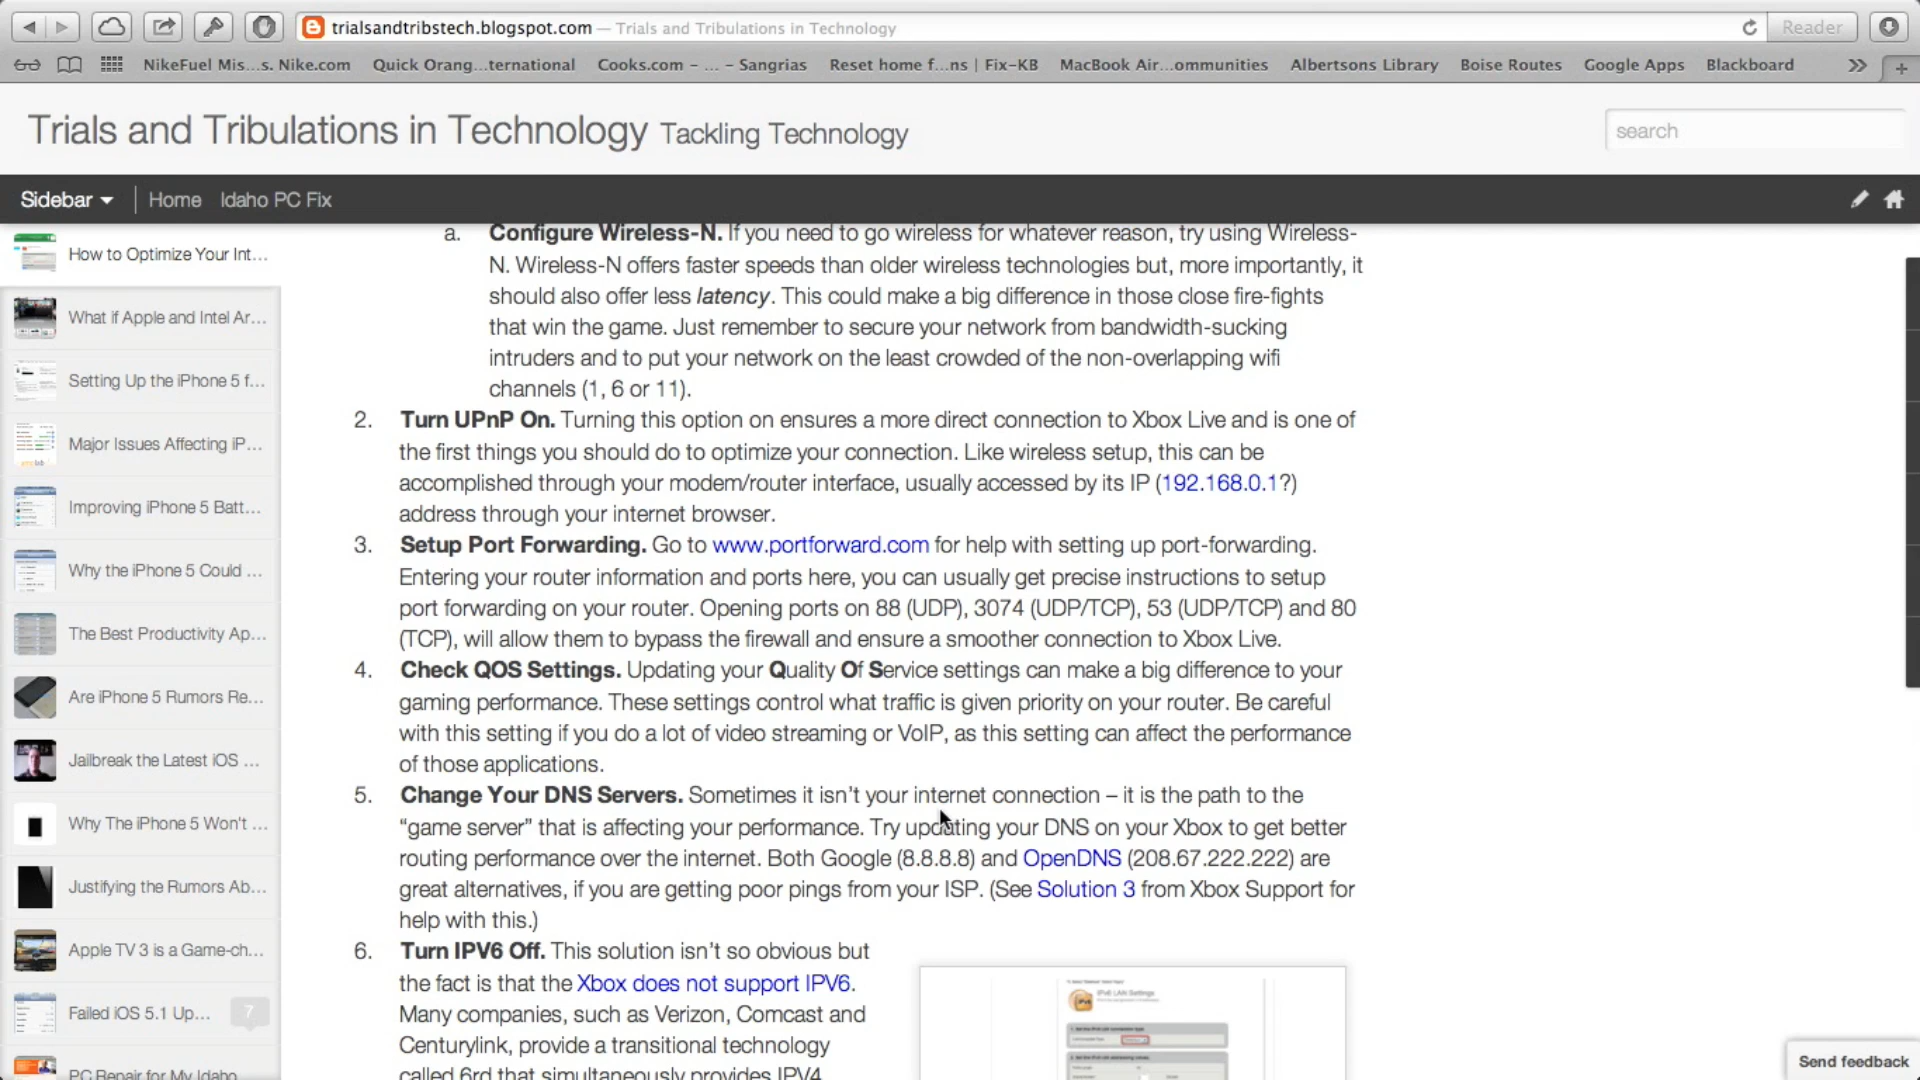 trialsandtribstech.blogspot.com — Trials and Tribulations in Technology
Reader
NikeFuel Mis...s. Nike.com
Quick Orang...ternational
Cooks.com – ... – Sangrias
Reset home f...ns | Fix-KB
MacBook Air...ommunities
Albertsons Library
Boise Routes
Google Apps
Blackboard
Trials and Tribulations in Technology Tackling Technology
search
Sidebar
Home
Idaho PC Fix
How to Optimize Your Int...
What if Apple and Intel Ar...
Setting Up the iPhone 5 f...
Major Issues Affecting iP...
Improving iPhone 5 Batt...
Why the iPhone 5 Could ...
The Best Productivity Ap...
Are iPhone 5 Rumors Re...
Jailbreak the Latest iOS ...
Why The iPhone 5 Won't ...
Justifying the Rumors Ab...
Apple TV 3 is a Game-ch...
Failed iOS 5.1 Up...
7
PC Repair for My Idaho
a. Configure Wireless-N. If you need to go wireless for whatever reason, try using Wireless-
N. Wireless-N offers faster speeds than older wireless technologies but, more importantly, it
should also offer less latency. This could make a big difference in those close fire-fights
that win the game. Just remember to secure your network from bandwidth-sucking
intruders and to put your network on the least crowded of the non-overlapping wifi
channels (1, 6 or 11).
2. Turn UPnP On. Turning this option on ensures a more direct connection to Xbox Live and is one of
the first things you should do to optimize your connection. Like wireless setup, this can be
accomplished through your modem/router interface, usually accessed by its IP (192.168.0.1?)
address through your internet browser.
3. Setup Port Forwarding. Go to www.portforward.com for help with setting up port-forwarding.
Entering your router information and ports here, you can usually get precise instructions to setup
port forwarding on your router. Opening ports on 88 (UDP), 3074 (UDP/TCP), 53 (UDP/TCP) and 80
(TCP), will allow them to bypass the firewall and ensure a smoother connection to Xbox Live.
4. Check QOS Settings. Updating your Quality Of Service settings can make a big difference to your
gaming performance. These settings control what traffic is given priority on your router. Be careful
with this setting if you do a lot of video streaming or VoIP, as this setting can affect the performance
of those applications.
5. Change Your DNS Servers. Sometimes it isn’t your internet connection – it is the path to the
“game server” that is affecting your performance. Try updating your DNS on your Xbox to get better
routing performance over the internet. Both Google (8.8.8.8) and OpenDNS (208.67.222.222) are
great alternatives, if you are getting poor pings from your ISP. (See Solution 3 from Xbox Support for
help with this.)
6. Turn IPV6 Off. This solution isn’t so obvious but
the fact is that the Xbox does not support IPV6.
Many companies, such as Verizon, Comcast and
Centurylink, provide a transitional technology
called 6rd that simultaneously provides IPV4
IPv6 LAN Settings
Send feedback